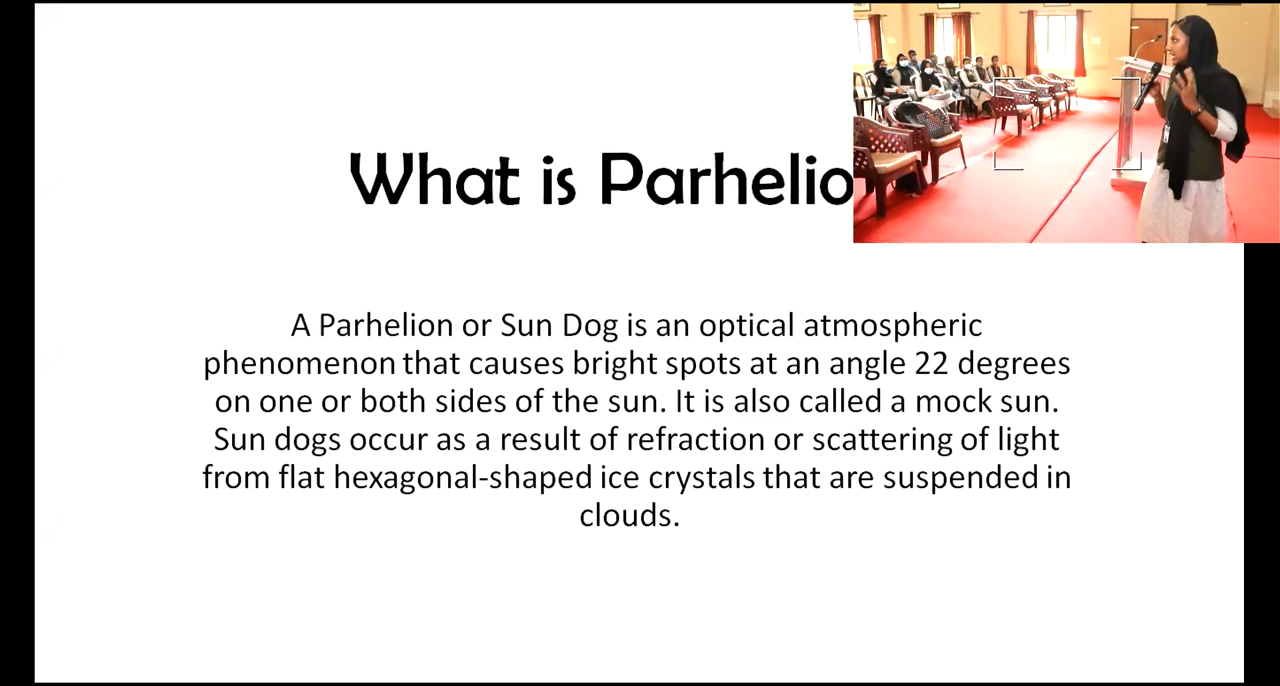 What is Parhelio
A Parhelion or Sun Dog is an optical atmospheric
phenomenon that causes bright spots at an angle 22 degrees
on one or both sides of the sun. It is also called a mock sun.
Sun dogs occur as a result of refraction or scattering of light
from flat hexagonal-shaped ice crystals that are suspended in
clouds.